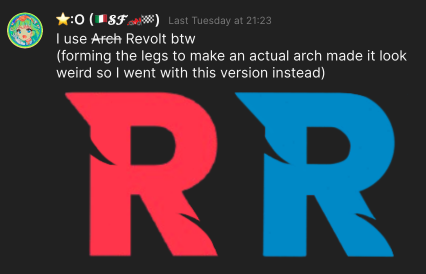 ⭐:O (🇮🇹𝓢𝓕🏎️🏁) Last Tuesday at 21:23
I use ~~Arch~~ Revolt btw
(forming the legs to make an actual arch made it look
weird so I went with this version instead)
R R